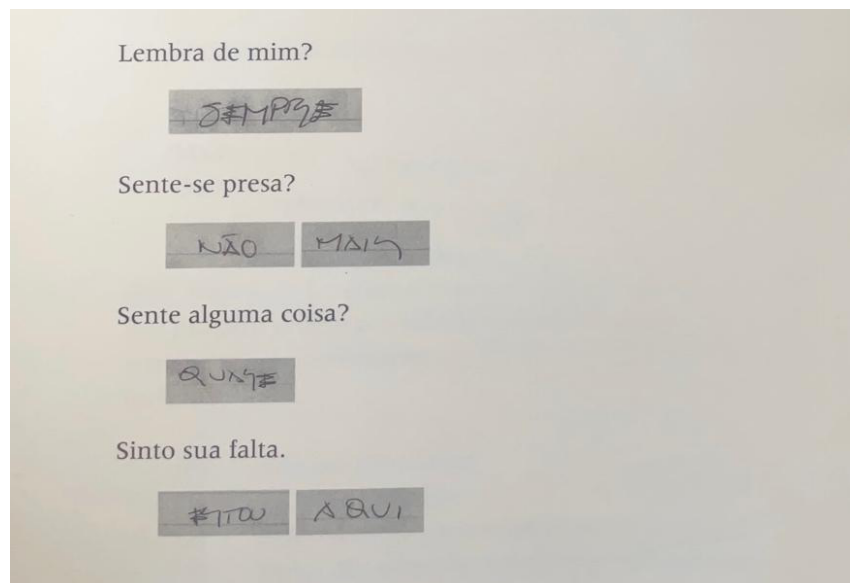 Lembra de mim?
SEMPRE
Sente-se presa?
NÃO MAIS
Sente alguma coisa?
QUASE
Sinto sua falta.
ESTOU AQUI